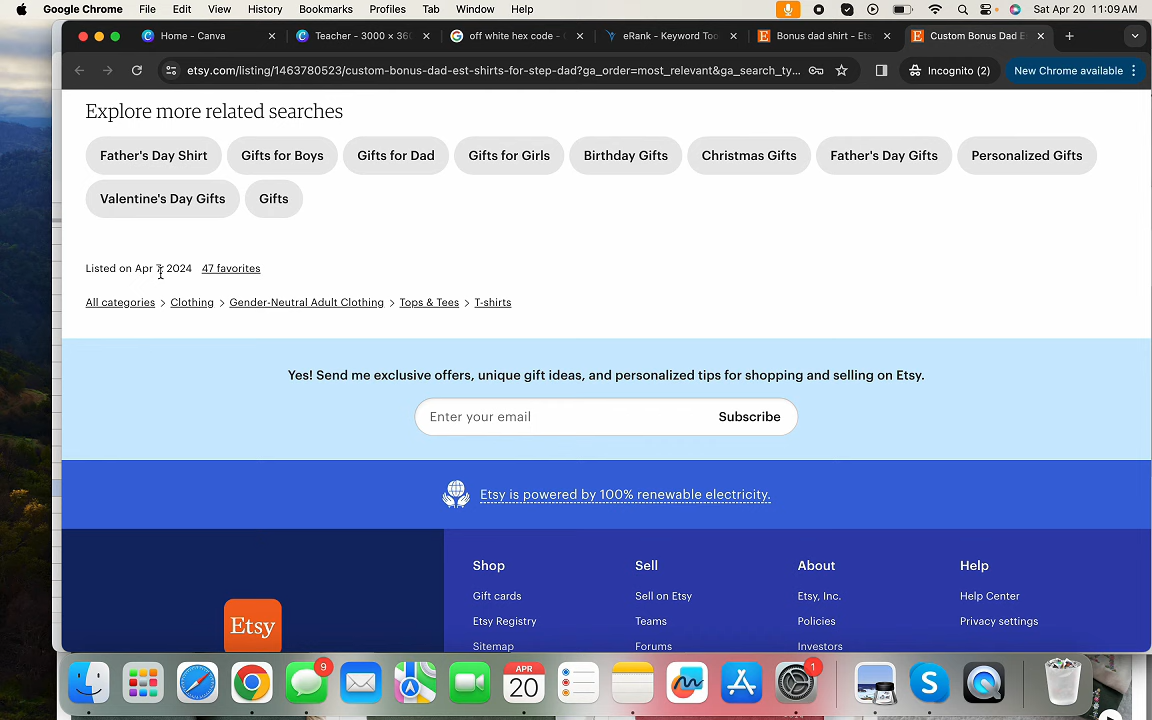 Google Chrome File Edit View History Bookmarks Profiles Tab Window Help Sat Apr 20 11:09 AM
Home - Canva Teacher - 3000 × 36 off white hex code - eRank - Keyword Too Bonus dad shirt - Ets Custom Bonus Dad E
etsy.com/listing/1463780523/custom-bonus-dad-est-shirts-for-step-dad?ga_order=most_relevant&ga_search_ty... Incognito (2) New Chrome available
Explore more related searches
Father's Day Shirt Gifts for Boys Gifts for Dad Gifts for Girls Birthday Gifts Christmas Gifts Father's Day Gifts Personalized Gifts
Valentine's Day Gifts Gifts
Listed on Apr 2024 47 favorites
All categories > Clothing > Gender-Neutral Adult Clothing > Tops & Tees > T-shirts
Yes! Send me exclusive offers, unique gift ideas, and personalized tips for shopping and selling on Etsy.
Enter your email Subscribe
Etsy is powered by 100% renewable electricity.
Shop Sell About Help
Gift cards Sell on Etsy Etsy, Inc. Help Center
Etsy Registry Teams Policies Privacy settings
Sitemap Forums Investors
Etsy
9 APR 20 1